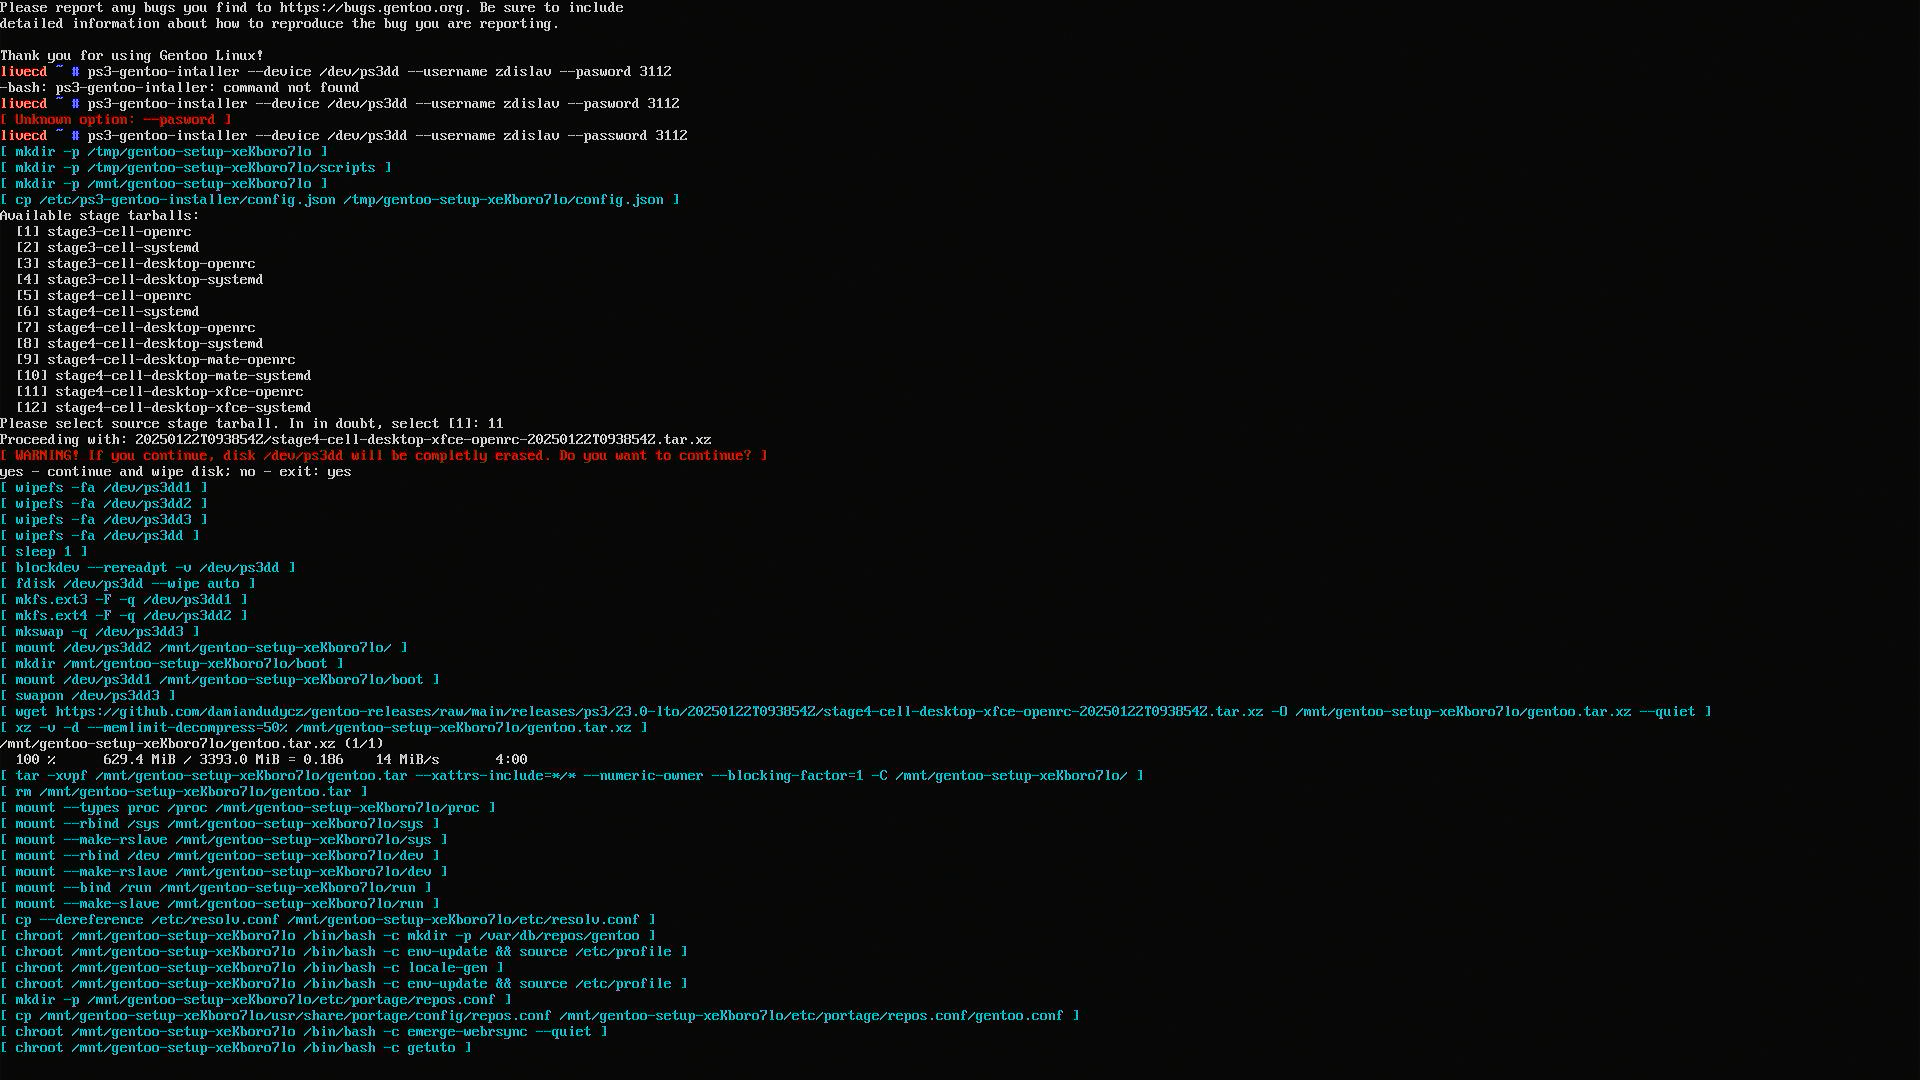 Please report any bugs you find to https://bugs.gentoo.org. Be sure to include
detailed information about how to reproduce the bug you are reporting.
Thank you for using Gentoo Linux!
livecd ~ # ps3-gentoo-intaller --device /dev/ps3dd --username zdislav --pasword 3112
-bash: ps3-gentoo-intaller: command not found
livecd ~ # ps3-gentoo-installer --device /dev/ps3dd --username zdislav --pasword 3112
[ Unknown option: --pasword ]
livecd ~ # ps3-gentoo-installer --device /dev/ps3dd --username zdislav --password 3112
[ mkdir -p /tmp/gentoo-setup-xeKboro7lo ]
[ mkdir -p /tmp/gentoo-setup-xeKboro7lo/scripts ]
[ mkdir -p /mnt/gentoo-setup-xeKboro7lo ]
[ cp /etc/ps3-gentoo-installer/config.json /tmp/gentoo-setup-xeKboro7lo/config.json ]
Available stage tarballs:
  [1] stage3-cell-openrc
  [2] stage3-cell-systemd
  [3] stage3-cell-desktop-openrc
  [4] stage3-cell-desktop-systemd
  [5] stage4-cell-openrc
  [6] stage4-cell-systemd
  [7] stage4-cell-desktop-openrc
  [8] stage4-cell-desktop-systemd
  [9] stage4-cell-desktop-mate-openrc
  [10] stage4-cell-desktop-mate-systemd
  [11] stage4-cell-desktop-xfce-openrc
  [12] stage4-cell-desktop-xfce-systemd
Please select source stage tarball. In in doubt, select [1]: 11
Proceeding with: 20250122T093854Z/stage4-cell-desktop-xfce-openrc-20250122T093854Z.tar.xz
[ WARNING! If you continue, disk /dev/ps3dd will be completly erased. Do you want to continue? ]
yes - continue and wipe disk; no - exit: yes
[ wipefs -fa /dev/ps3dd1 ]
[ wipefs -fa /dev/ps3dd2 ]
[ wipefs -fa /dev/ps3dd3 ]
[ wipefs -fa /dev/ps3dd ]
[ sleep 1 ]
[ blockdev --rereadpt -v /dev/ps3dd ]
[ fdisk /dev/ps3dd --wipe auto ]
[ mkfs.ext3 -F -q /dev/ps3dd1 ]
[ mkfs.ext4 -F -q /dev/ps3dd2 ]
[ mkswap -q /dev/ps3dd3 ]
[ mount /dev/ps3dd2 /mnt/gentoo-setup-xeKboro7lo/ ]
[ mkdir /mnt/gentoo-setup-xeKboro7lo/boot ]
[ mount /dev/ps3dd1 /mnt/gentoo-setup-xeKboro7lo/boot ]
[ swapon /dev/ps3dd3 ]
[ wget https://github.com/damiandudycz/gentoo-releases/raw/main/releases/ps3/23.0-lto/20250122T093854Z/stage4-cell-desktop-xfce-openrc-20250122T093854Z.tar.xz -O /mnt/gentoo-setup-xeKboro7lo/gentoo.tar.xz --quiet ]
[ xz -v -d --memlimit-decompress=50% /mnt/gentoo-setup-xeKboro7lo/gentoo.tar.xz ]
/mnt/gentoo-setup-xeKboro7lo/gentoo.tar.xz (1/1)
  100 %      629.4 MiB / 3393.0 MiB = 0.186    14 MiB/s       4:00
[ tar -xvpf /mnt/gentoo-setup-xeKboro7lo/gentoo.tar --xattrs-include=*/* --numeric-owner --blocking-factor=1 -C /mnt/gentoo-setup-xeKboro7lo/ ]
[ rm /mnt/gentoo-setup-xeKboro7lo/gentoo.tar ]
[ mount --types proc /proc /mnt/gentoo-setup-xeKboro7lo/proc ]
[ mount --rbind /sys /mnt/gentoo-setup-xeKboro7lo/sys ]
[ mount --make-rslave /mnt/gentoo-setup-xeKboro7lo/sys ]
[ mount --rbind /dev /mnt/gentoo-setup-xeKboro7lo/dev ]
[ mount --make-rslave /mnt/gentoo-setup-xeKboro7lo/dev ]
[ mount --bind /run /mnt/gentoo-setup-xeKboro7lo/run ]
[ mount --make-slave /mnt/gentoo-setup-xeKboro7lo/run ]
[ cp --dereference /etc/resolv.conf /mnt/gentoo-setup-xeKboro7lo/etc/resolv.conf ]
[ chroot /mnt/gentoo-setup-xeKboro7lo /bin/bash -c mkdir -p /var/db/repos/gentoo ]
[ chroot /mnt/gentoo-setup-xeKboro7lo /bin/bash -c env-update && source /etc/profile ]
[ chroot /mnt/gentoo-setup-xeKboro7lo /bin/bash -c locale-gen ]
[ chroot /mnt/gentoo-setup-xeKboro7lo /bin/bash -c env-update && source /etc/profile ]
[ mkdir -p /mnt/gentoo-setup-xeKboro7lo/etc/portage/repos.conf ]
[ cp /mnt/gentoo-setup-xeKboro7lo/usr/share/portage/config/repos.conf /mnt/gentoo-setup-xeKboro7lo/etc/portage/repos.conf/gentoo.conf ]
[ chroot /mnt/gentoo-setup-xeKboro7lo /bin/bash -c emerge-webrsync --quiet ]
[ chroot /mnt/gentoo-setup-xeKboro7lo /bin/bash -c getuto ]